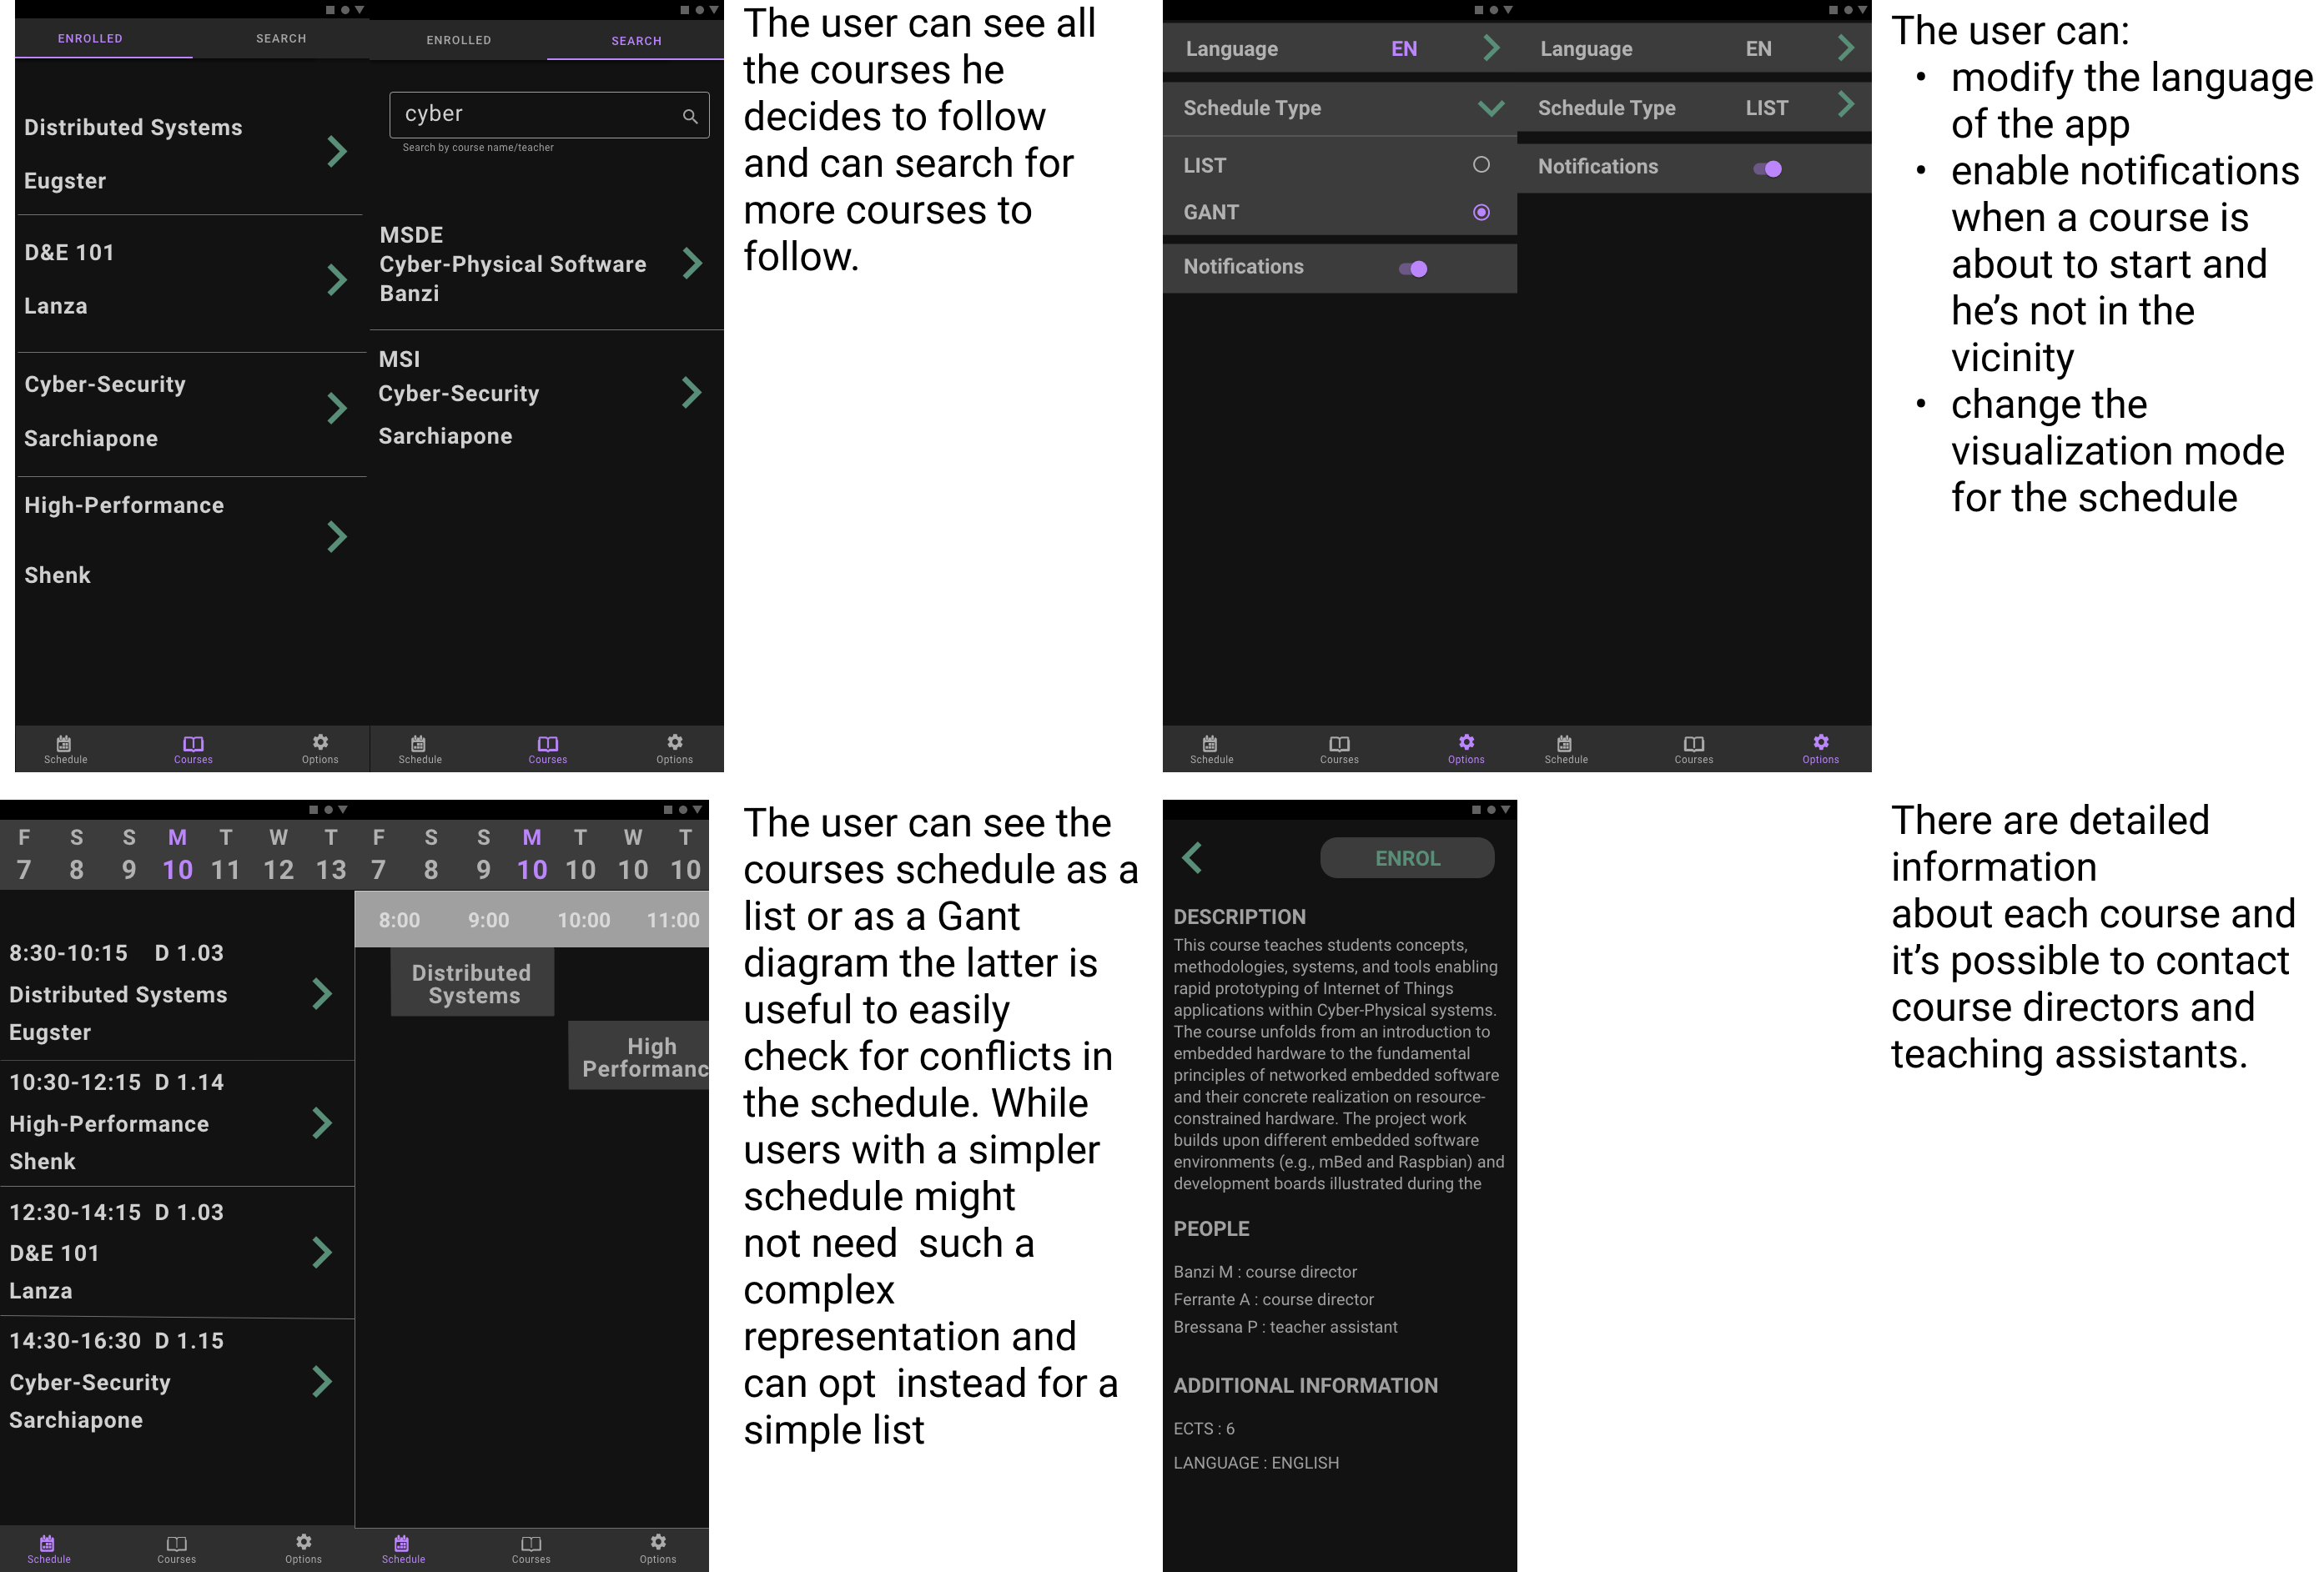 ENROLLED SEARCH
Distributed Systems
Eugster
D&E 101
Lanza
Cyber-Security
Sarchiapone
High-Performance
Shenk
Schedule Courses Options
ENROLLED SEARCH
cyber
Search by course name/teacher
MSDE
Cyber-Physical Software
Banzi
MSI
Cyber-Security
Sarchiapone
Schedule Courses Options
The user can see all
the courses he
decides to follow
and can search for
more courses to
follow.
Language EN
Schedule Type
LIST
GANT
Notifications
Schedule Courses Options
Language EN
Schedule Type LIST
Notifications
Schedule Courses Options
The user can:
• modify the language
of the app
• enable notifications
when a course is
about to start and
he's not in the
vicinity
• change the
visualization mode
for the schedule
F S S M T W T
7 8 9 10 11 12 13
8:30-10:15 D 1.03
Distributed Systems
Eugster
10:30-12:15 D 1.14
High-Performance
Shenk
12:30-14:15 D 1.03
D&E 101
Lanza
14:30-16:30 D 1.15
Cyber-Security
Sarchiapone
Schedule Courses Options
F S S M T W T
7 8 9 10 10 10 10
8:00 9:00 10:00 11:00
Distributed
Systems
High
Performanc
Schedule Courses Options
The user can see the
courses schedule as a
list or as a Gant
diagram the latter is
useful to easily
check for conflicts in
the schedule. While
users with a simpler
schedule might
not need such a
complex
representation and
can opt instead for a
simple list
ENROL
DESCRIPTION
This course teaches students concepts,
methodologies, systems, and tools enabling
rapid prototyping of Internet of Things
applications within Cyber-Physical systems.
The course unfolds from an introduction to
embedded hardware to the fundamental
principles of networked embedded software
and their concrete realization on resource-
constrained hardware. The project work
builds upon different embedded software
environments (e.g., mBed and Raspbian) and
development boards illustrated during the
PEOPLE
Banzi M : course director
Ferrante A : course director
Bressana P : teacher assistant
ADDITIONAL INFORMATION
ECTS : 6
LANGUAGE : ENGLISH
There are detailed
information
about each course and
it's possible to contact
course directors and
teaching assistants.